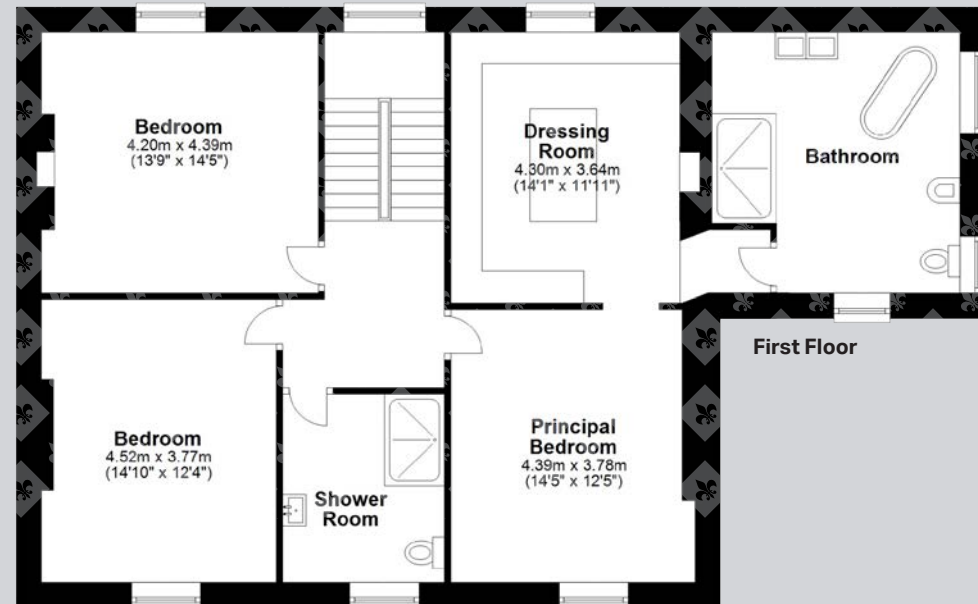 Bedroom
4.20m x 4.39m
(13'9" x 14'5")
Dressing
Room
4.30m x 3.64m
(14'1" x 11'11")
Bathroom
First Floor
Bedroom
4.52m x 3.77m
(14'10" x 12'4")
Shower
Room
Principal
Bedroom
4.39m x 3.78m
(14'5" x 12'5")